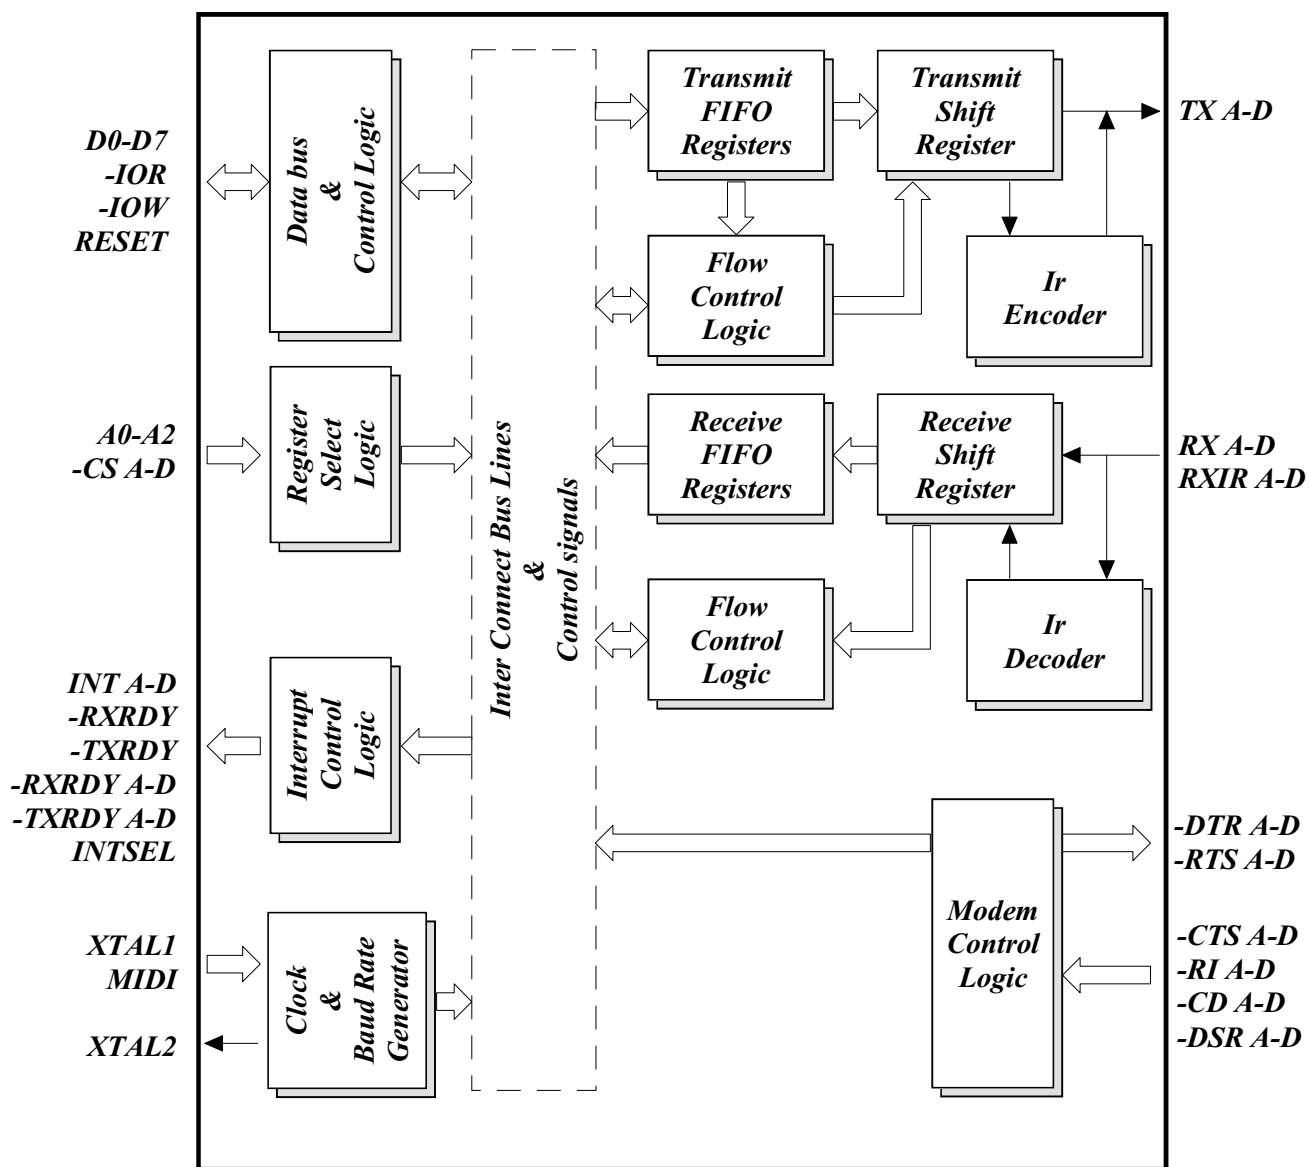 D0-D7
-IOR
-IOW
RESET
Data bus
&
Control Logic
A0-A2
-CS A-D
Register
Select
Logic
INT A-D
-RXRDY
-TXRDY
-RXRDY A-D
-TXRDY A-D
INTSEL
Interrupt
Control
Logic
XTAL1
MIDI
XTAL2
Clock
&
Baud Rate
Generator
Inter Connect Bus Lines
&
Control signals
Transmit
FIFO
Registers
Transmit
Shift
Register
TX A-D
Flow
Control
Logic
Ir
Encoder
Receive
FIFO
Registers
Receive
Shift
Register
RX A-D
RXIR A-D
Flow
Control
Logic
Ir
Decoder
Modem
Control
Logic
-DTR A-D
-RTS A-D
-CTS A-D
-RI A-D
-CD A-D
-DSR A-D